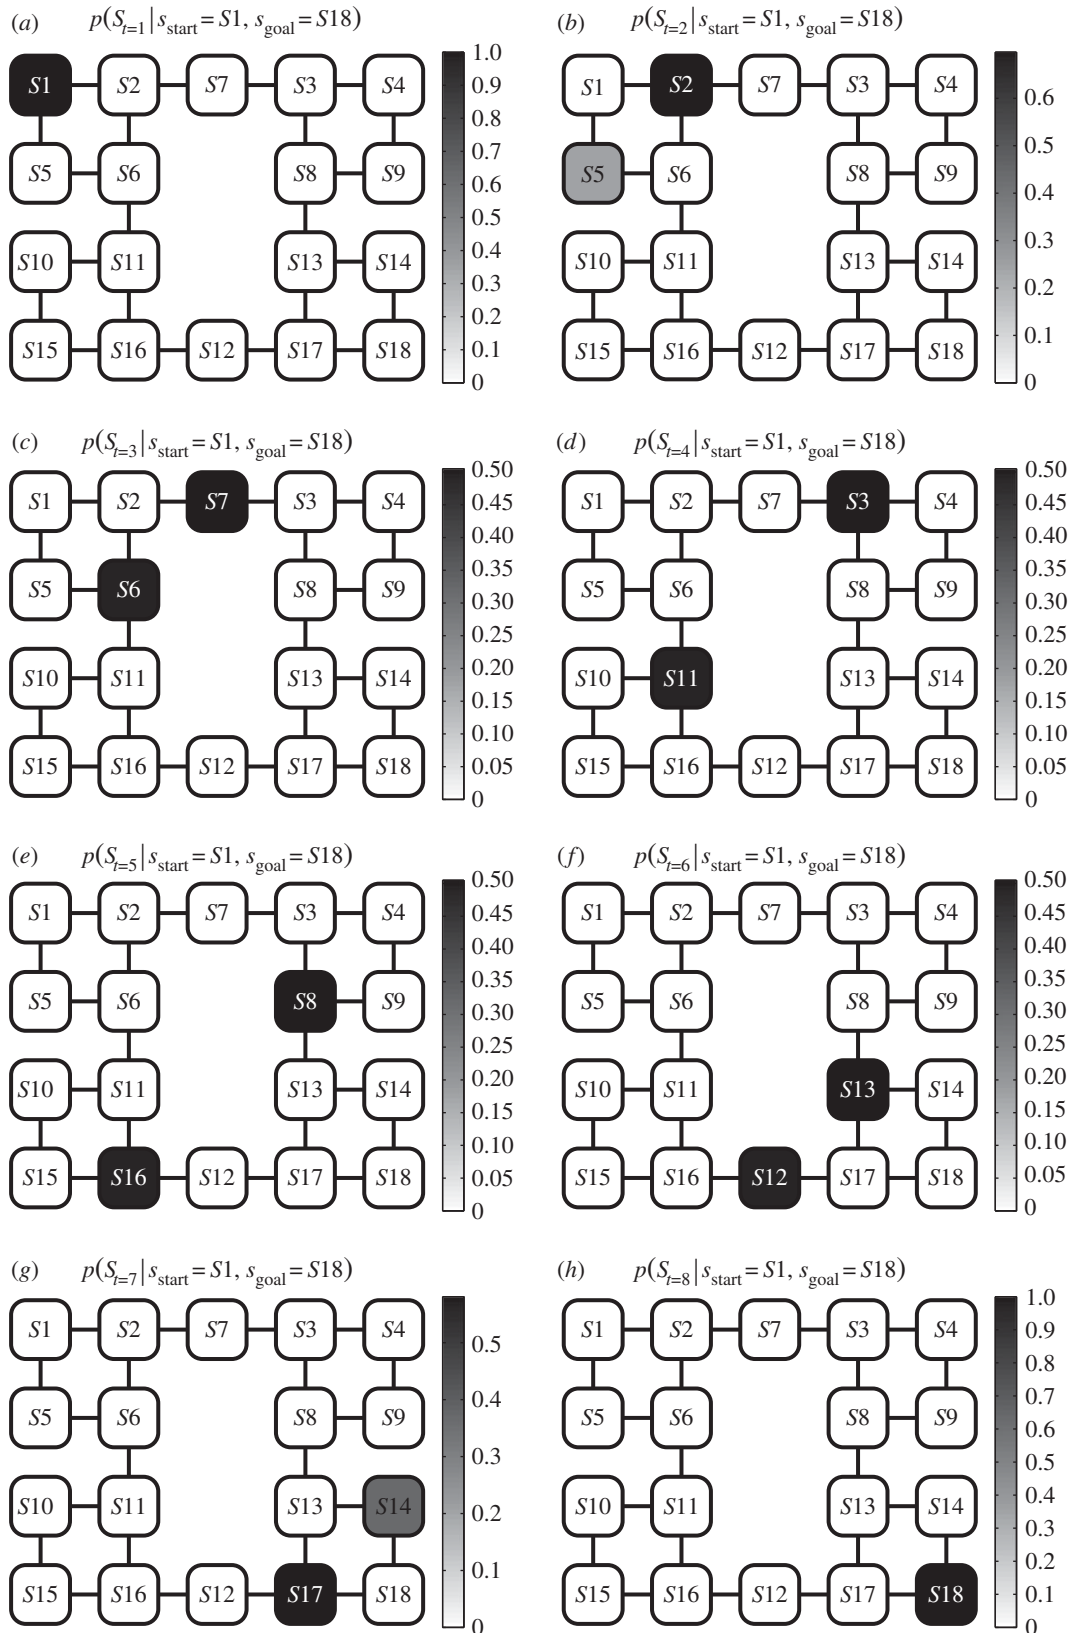 (a) p(S_{t=1}|s_start=S1, s_goal=S18)
S1 S2 S7 S3 S4
S5 S6 S8 S9
S10 S11 S13 S14
S15 S16 S12 S17 S18
1.0
0.9
0.8
0.7
0.6
0.5
0.4
0.3
0.2
0.1
0
(b) p(S_{t=2}|s_start=S1, s_goal=S18)
S1 S2 S7 S3 S4
S5 S6 S8 S9
S10 S11 S13 S14
S15 S16 S12 S17 S18
0.6
0.5
0.4
0.3
0.2
0.1
0
(c) p(S_{t=3}|s_start=S1, s_goal=S18)
S1 S2 S7 S3 S4
S5 S6 S8 S9
S10 S11 S13 S14
S15 S16 S12 S17 S18
0.50
0.45
0.40
0.35
0.30
0.25
0.20
0.15
0.10
0.05
0
(d) p(S_{t=4}|s_start=S1, s_goal=S18)
S1 S2 S7 S3 S4
S5 S6 S8 S9
S10 S11 S13 S14
S15 S16 S12 S17 S18
0.50
0.45
0.40
0.35
0.30
0.25
0.20
0.15
0.10
0.05
0
(e) p(S_{t=5}|s_start=S1, s_goal=S18)
S1 S2 S7 S3 S4
S5 S6 S8 S9
S10 S11 S13 S14
S15 S16 S12 S17 S18
0.50
0.45
0.40
0.35
0.30
0.25
0.20
0.15
0.10
0.05
0
(f) p(S_{t=6}|s_start=S1, s_goal=S18)
S1 S2 S7 S3 S4
S5 S6 S8 S9
S10 S11 S13 S14
S15 S16 S12 S17 S18
0.50
0.45
0.40
0.35
0.30
0.25
0.20
0.15
0.10
0.05
0
(g) p(S_{t=7}|s_start=S1, s_goal=S18)
S1 S2 S7 S3 S4
S5 S6 S8 S9
S10 S11 S13 S14
S15 S16 S12 S17 S18
0.5
0.4
0.3
0.2
0.1
0
(h) p(S_{t=8}|s_start=S1, s_goal=S18)
S1 S2 S7 S3 S4
S5 S6 S8 S9
S10 S11 S13 S14
S15 S16 S12 S17 S18
1.0
0.9
0.8
0.7
0.6
0.5
0.4
0.3
0.2
0.1
0